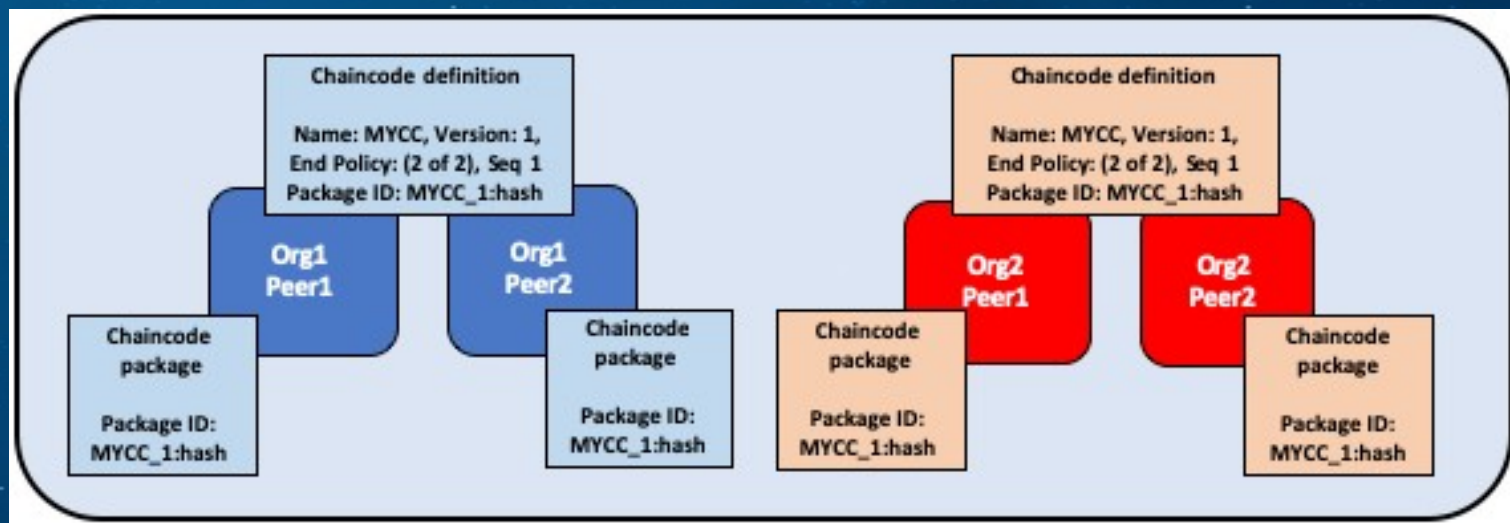 Chaincode definition
Name: MYCC, Version: 1,
End Policy: (2 of 2), Seq 1
Package ID: MYCC_1:hash
Org1
Peer1
Org1
Peer2
Chaincode
package
Package ID:
MYCC_1:hash
Chaincode
package
Package ID:
MYCC_1:hash
Chaincode definition
Name: MYCC, Version: 1,
End Policy: (2 of 2), Seq 1
Package ID: MYCC_1:hash
Org2
Peer1
Org2
Peer2
Chaincode
package
Package ID:
MYCC_1:hash
Chaincode
package
Package ID:
MYCC_1:hash